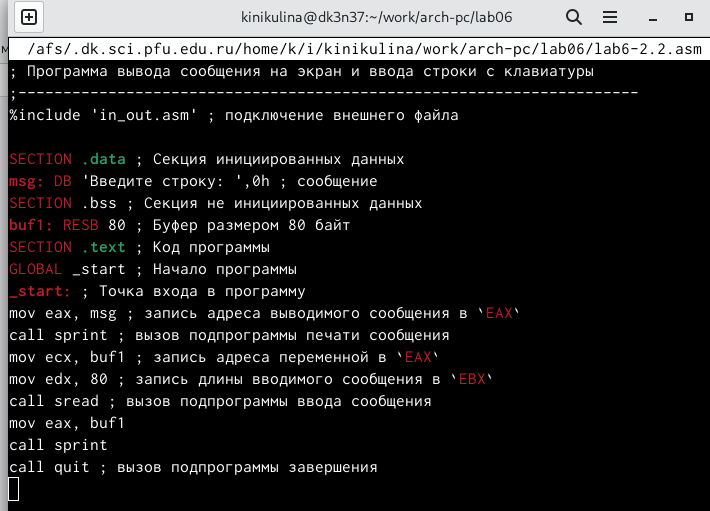 kinikulina@dk3n37:~/work/arch-pc/lab06
/afs/.dk.sci.pfu.edu.ru/home/k/i/kinikulina/work/arch-pc/lab06/lab6-2.2.asm
; Программа вывода сообщения на экран и ввода строки с клавиатуры
;---------------------------------------------------------------------
%include 'in_out.asm' ; подключение внешнего файла
SECTION .data ; Секция инициированных данных
msg: DB 'Введите строку: ',0h ; сообщение
SECTION .bss ; Секция не инициированных данных
buf1: RESB 80 ; Буфер размером 80 байт
SECTION .text ; Код программы
GLOBAL _start ; Начало программы
_start: ; Точка входа в программу
mov eax, msg ; запись адреса выводимого сообщения в `EAX`
call sprint ; вызов подпрограммы печати сообщения
mov ecx, buf1 ; запись адреса переменной в `EAX`
mov edx, 80 ; запись длины вводимого сообщения в `EBX`
call sread ; вызов подпрограммы ввода сообщения
mov eax, buf1
call sprint
call quit ; вызов подпрограммы завершения